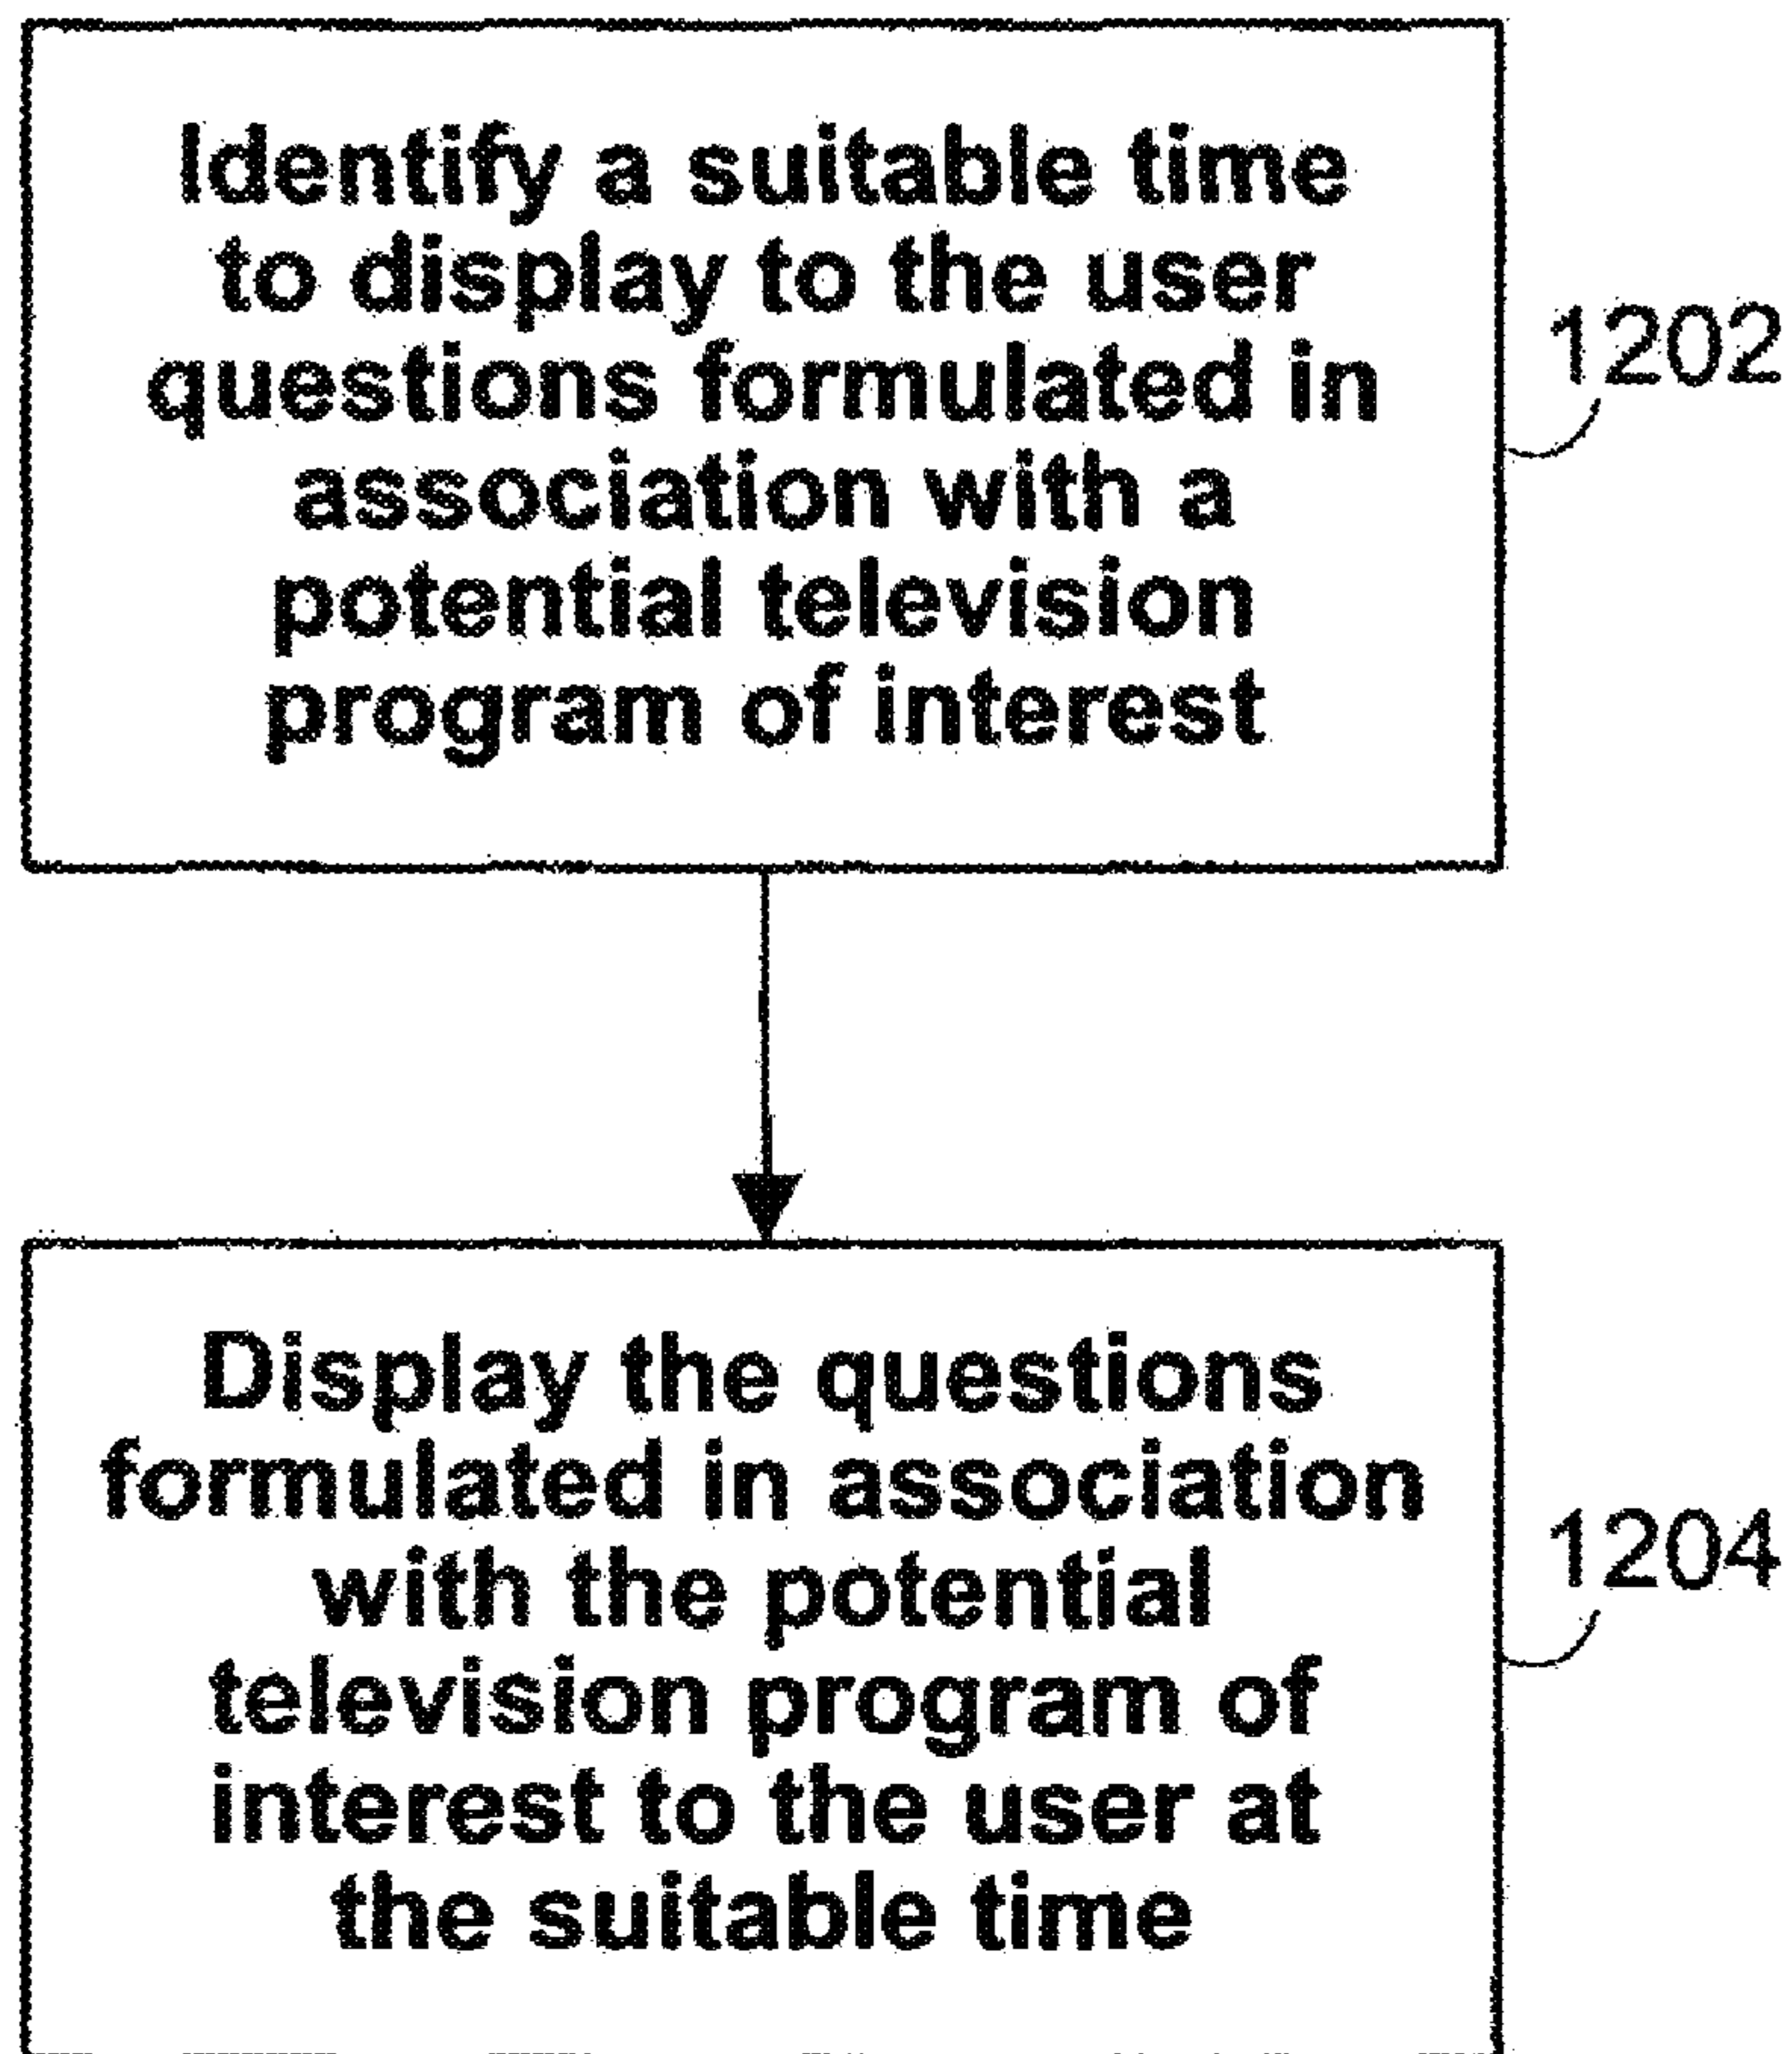 Identify a suitable time
to display to the user
questions formulated in
association with a
potential television
program of interest
1202
Display the questions
formulated in association
with the potential
television program of
interest to the user at
the suitable time
1204